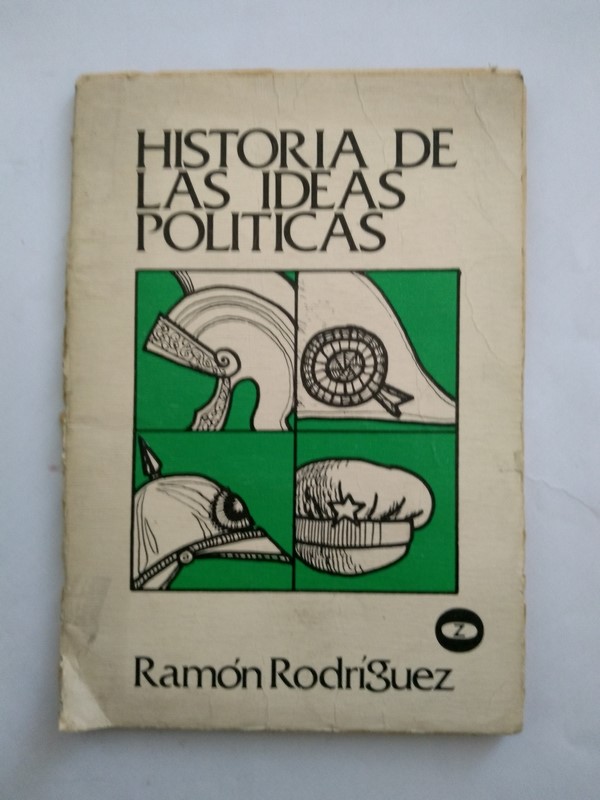 HISTORIA DE
LAS IDEAS
POLITICAS
Z
Ramón Rodríguez